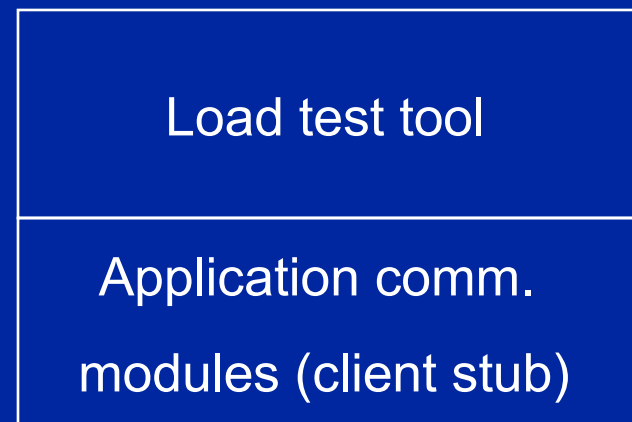 Load test tool
Application comm.
modules (client stub)